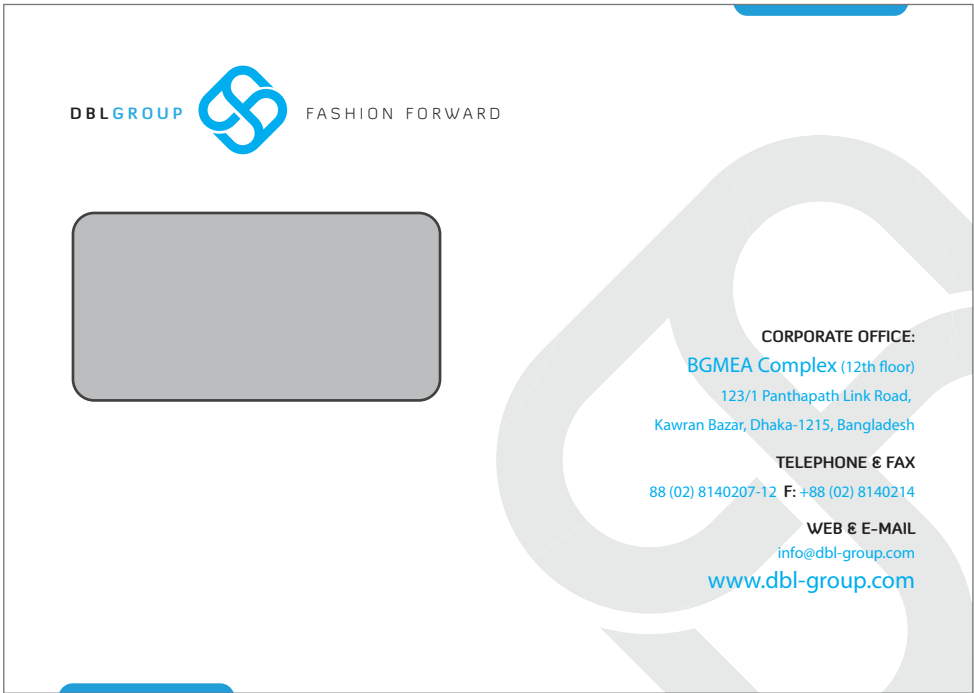 DBLGROUP FASHION FORWARD
CORPORATE OFFICE:
BGMEA Complex (12th floor)
123/1 Panthapath Link Road,
Kawran Bazar, Dhaka-1215, Bangladesh
TELEPHONE & FAX
88 (02) 8140207-12 F: +88 (02) 8140214
WEB & E-MAIL
info@dbl-group.com
www.dbl-group.com